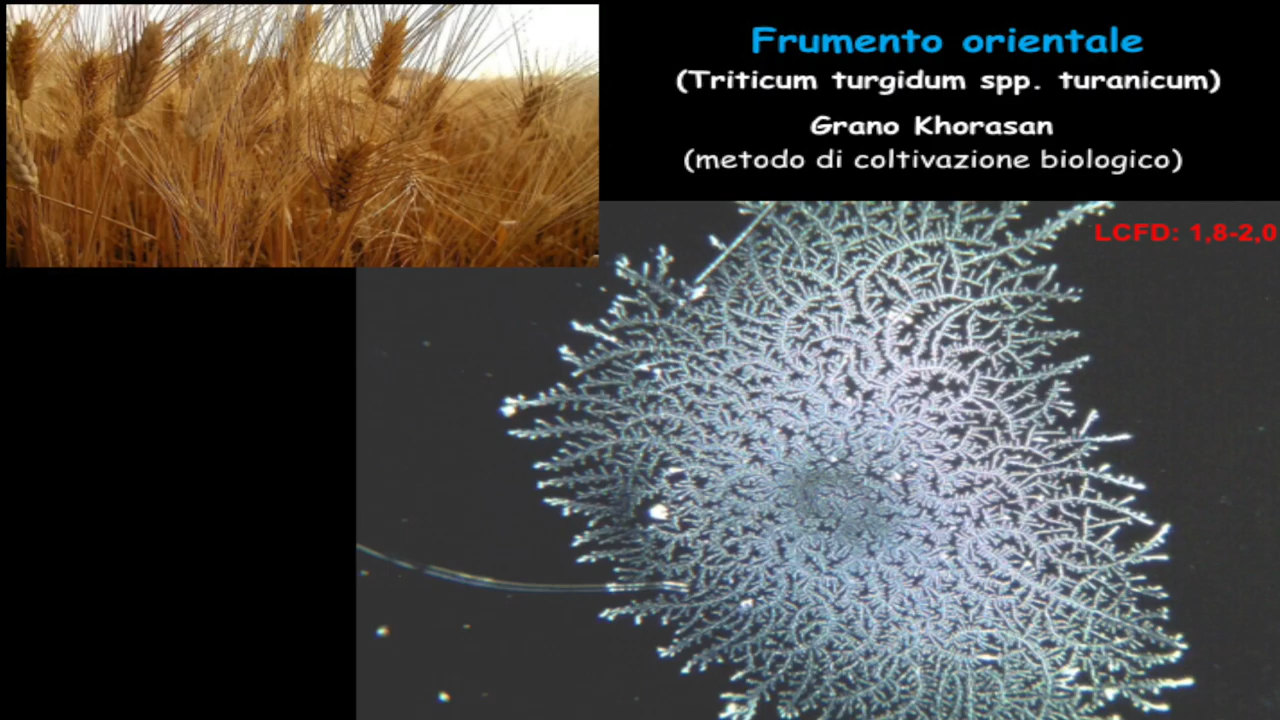 Frumento orientale
(Triticum turgidum spp. turanicum)
Grano Khorasan
(metodo di coltivazione biologico)
LCFD: 1,8-2,0